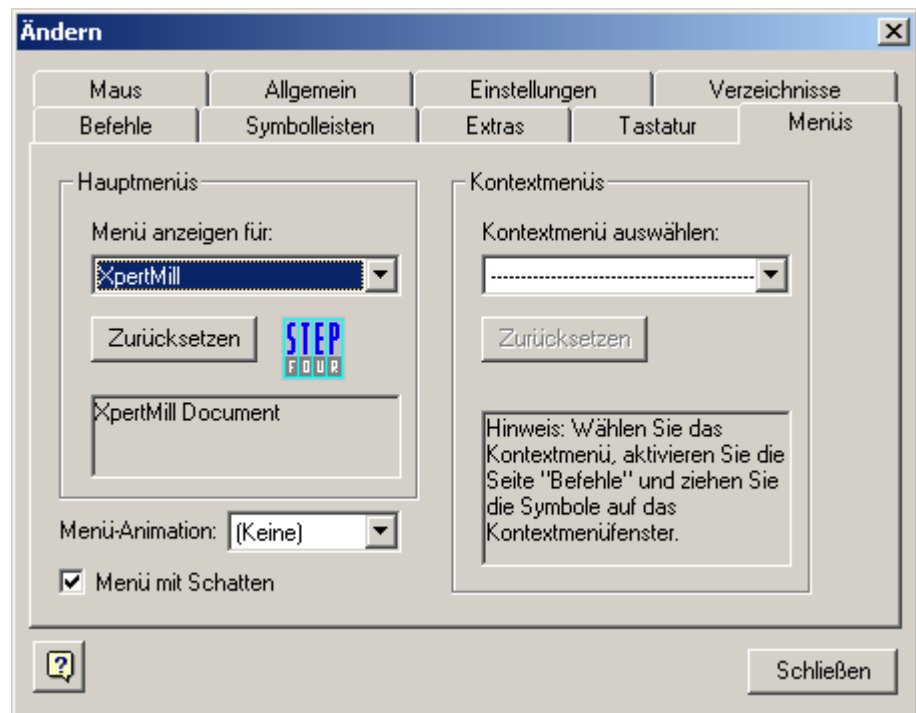 Ändern
Maus Allgemein Einstellungen Verzeichnisse
Befehle Symbolleisten Extras Tastatur Menüs
Hauptmenüs
Menü anzeigen für:
XpertMill
Zurücksetzen
STEP
FOUR
XpertMill Document
Menü-Animation: (Keine)
Menü mit Schatten
Kontextmenüs
Kontextmenü auswählen:
-------------------------------------------
Zurücksetzen
Hinweis: Wählen Sie das
Kontextmenü, aktivieren Sie die
Seite "Befehle" und ziehen Sie
die Symbole auf das
Kontextmenüfenster.
?
Schließen